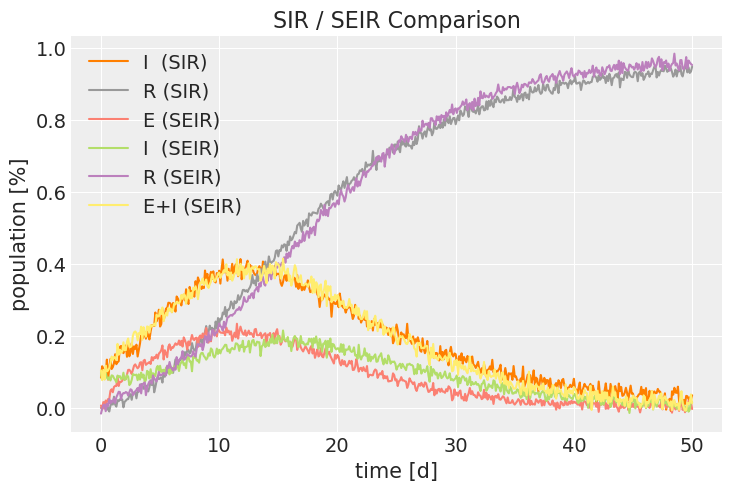 SIR / SEIR Comparison
population [%]
1.0
0.8
0.6
0.4
0.2
0.0
I  (SIR)
R (SIR)
E (SEIR)
I  (SEIR)
R (SEIR)
E+I (SEIR)
0 10 20 30 40 50
time [d]